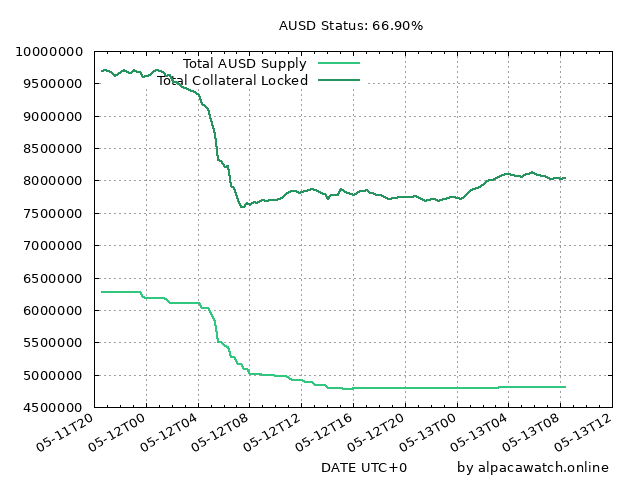 AUSD Status: 66.90%
10000000
9500000
9000000
8500000
8000000
7500000
7000000
6500000
6000000
5500000
5000000
4500000
Total AUSD Supply
Total Collateral Locked
05-11T20
05-12T00
05-12T04
05-12T08
05-12T12
05-12T16
05-12T20
05-13T00
05-13T04
05-13T08
05-13T12
DATE UTC+0
by alpacawatch.online